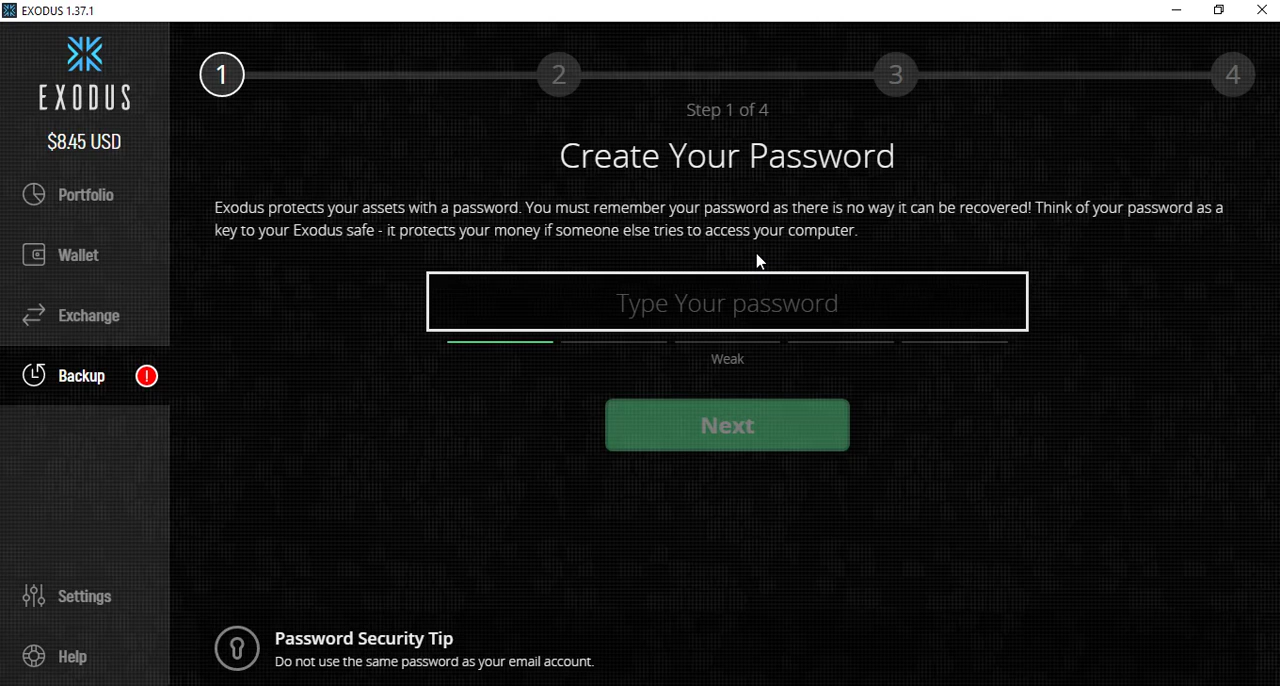 EXODUS 1.37.1
EXODUS
$8.45 USD
Portfolio
Wallet
Exchange
Backup !
Settings
Help
1 2 3 4
Step 1 of 4
Create Your Password
Exodus protects your assets with a password. You must remember your password as there is no way it can be recovered! Think of your password as a
key to your Exodus safe - it protects your money if someone else tries to access your computer.
Type Your password
Weak
Next
Password Security Tip
Do not use the same password as your email account.